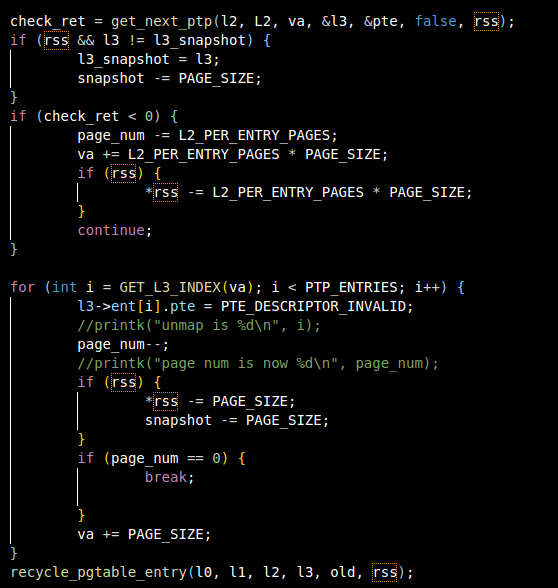 check_ret = get_next_ptp(l2, L2, va, &l3, &pte, false, rss);
if (rss && l3 != l3_snapshot) {
        l3_snapshot = l3;
        snapshot -= PAGE_SIZE;
}
if (check_ret < 0) {
        page_num -= L2_PER_ENTRY_PAGES;
        va += L2_PER_ENTRY_PAGES * PAGE_SIZE;
        if (rss) {
                *rss -= L2_PER_ENTRY_PAGES * PAGE_SIZE;
        }
        continue;
}

for (int i = GET_L3_INDEX(va); i < PTP_ENTRIES; i++) {
        l3->ent[i].pte = PTE_DESCRIPTOR_INVALID;
        //printk("unmap is %d\n", i);
        page_num--;
        //printk("page num is now %d\n", page_num);
        if (rss) {
                *rss -= PAGE_SIZE;
                snapshot -= PAGE_SIZE;
        }
        if (page_num == 0) {
                break;

        }
        va += PAGE_SIZE;
}
recycle_pgtable_entry(l0, l1, l2, l3, old, rss);